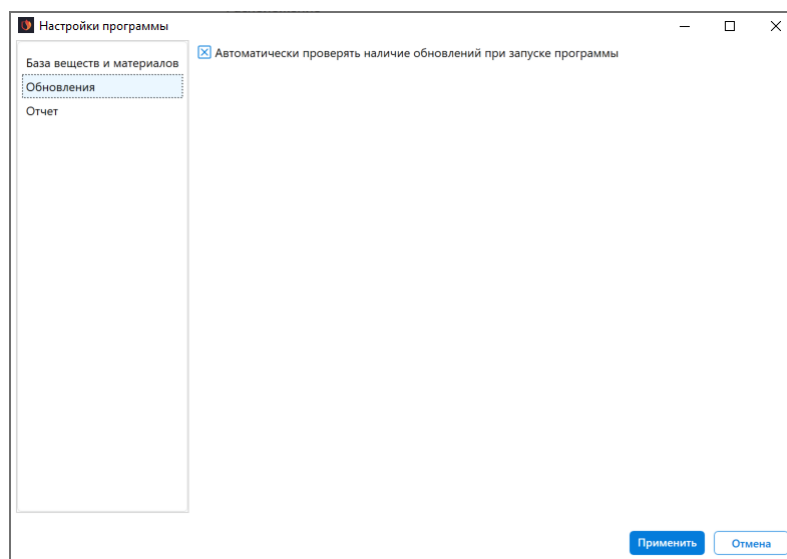 Настройки программы
База веществ и материалов
Обновления
Отчет
Автоматически проверять наличие обновлений при запуске программы
Применить
Отмена